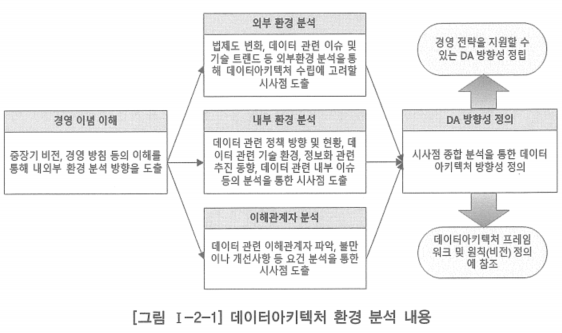 외부 환경 분석
법제도 변화, 데이터 관련 이슈 및
기술 트렌드 등 외부환경 분석을 통
해 데이터아키텍처 수립에 고려할
시사점 도출
경영 전략을 지원할 수
있는 DA 방향성 정립
경영 이념 이해
중장기 비전, 경영 방침 등의 이해를
통해 내외부 환경 분석 방향을 도출
내부 환경 분석
데이터 관련 정책 방향 및 현황, 데
이터 관련 기술 환경, 정보화 관련
추진 동향, 데이터 관련 내부 이슈
등의 분석을 통한 시사점 도출
DA 방향성 정의
시사점 종합 분석을 통한 데이터
아키텍처 방향성 정의
이해관계자 분석
데이터 관련 이해관계자 파악, 불만
이나 개선사항 등 요건 분석을 통한
시사점 도출
데이터아키텍처 프레임
워크 및 원칙(비전) 정의
에 참조
[그림 Ⅰ-2-1] 데이터아키텍처 환경 분석 내용